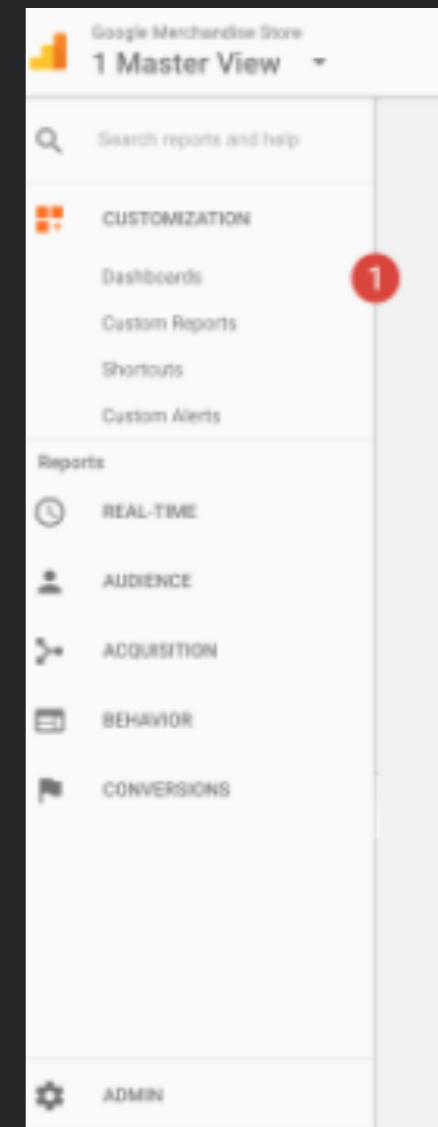 Google Merchandise Store
1 Master View
Search reports and help
CUSTOMIZATION
Dashboards
1
Custom Reports
Shortcuts
Custom Alerts
Reports
REAL-TIME
AUDIENCE
ACQUISITION
BEHAVIOR
CONVERSIONS
ADMIN